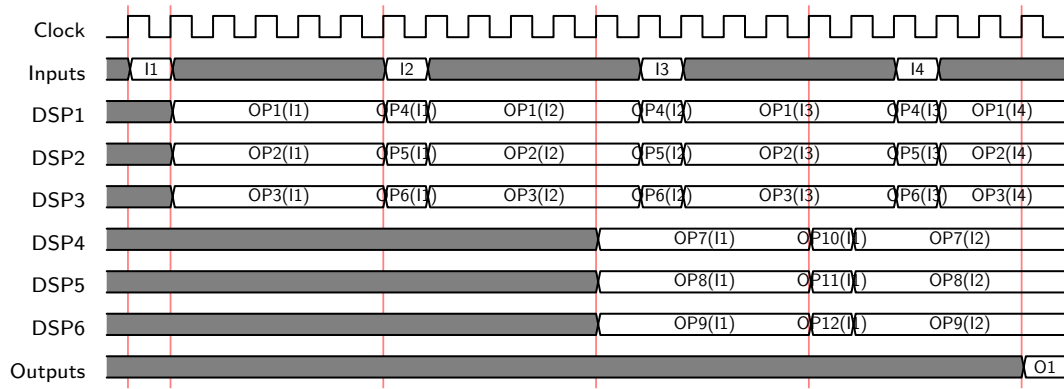 Clock
Inputs I1 I2 I3 I4
DSP1 OP1(I1) OP4(I1) OP1(I2) OP4(I2) OP1(I3) OP4(I3) OP1(I4)
DSP2 OP2(I1) OP5(I1) OP2(I2) OP5(I2) OP2(I3) OP5(I3) OP2(I4)
DSP3 OP3(I1) OP6(I1) OP3(I2) OP6(I2) OP3(I3) OP6(I3) OP3(I4)
DSP4 OP7(I1) OP10(I1) OP7(I2)
DSP5 OP8(I1) OP11(I1) OP8(I2)
DSP6 OP9(I1) OP12(I1) OP9(I2)
Outputs O1